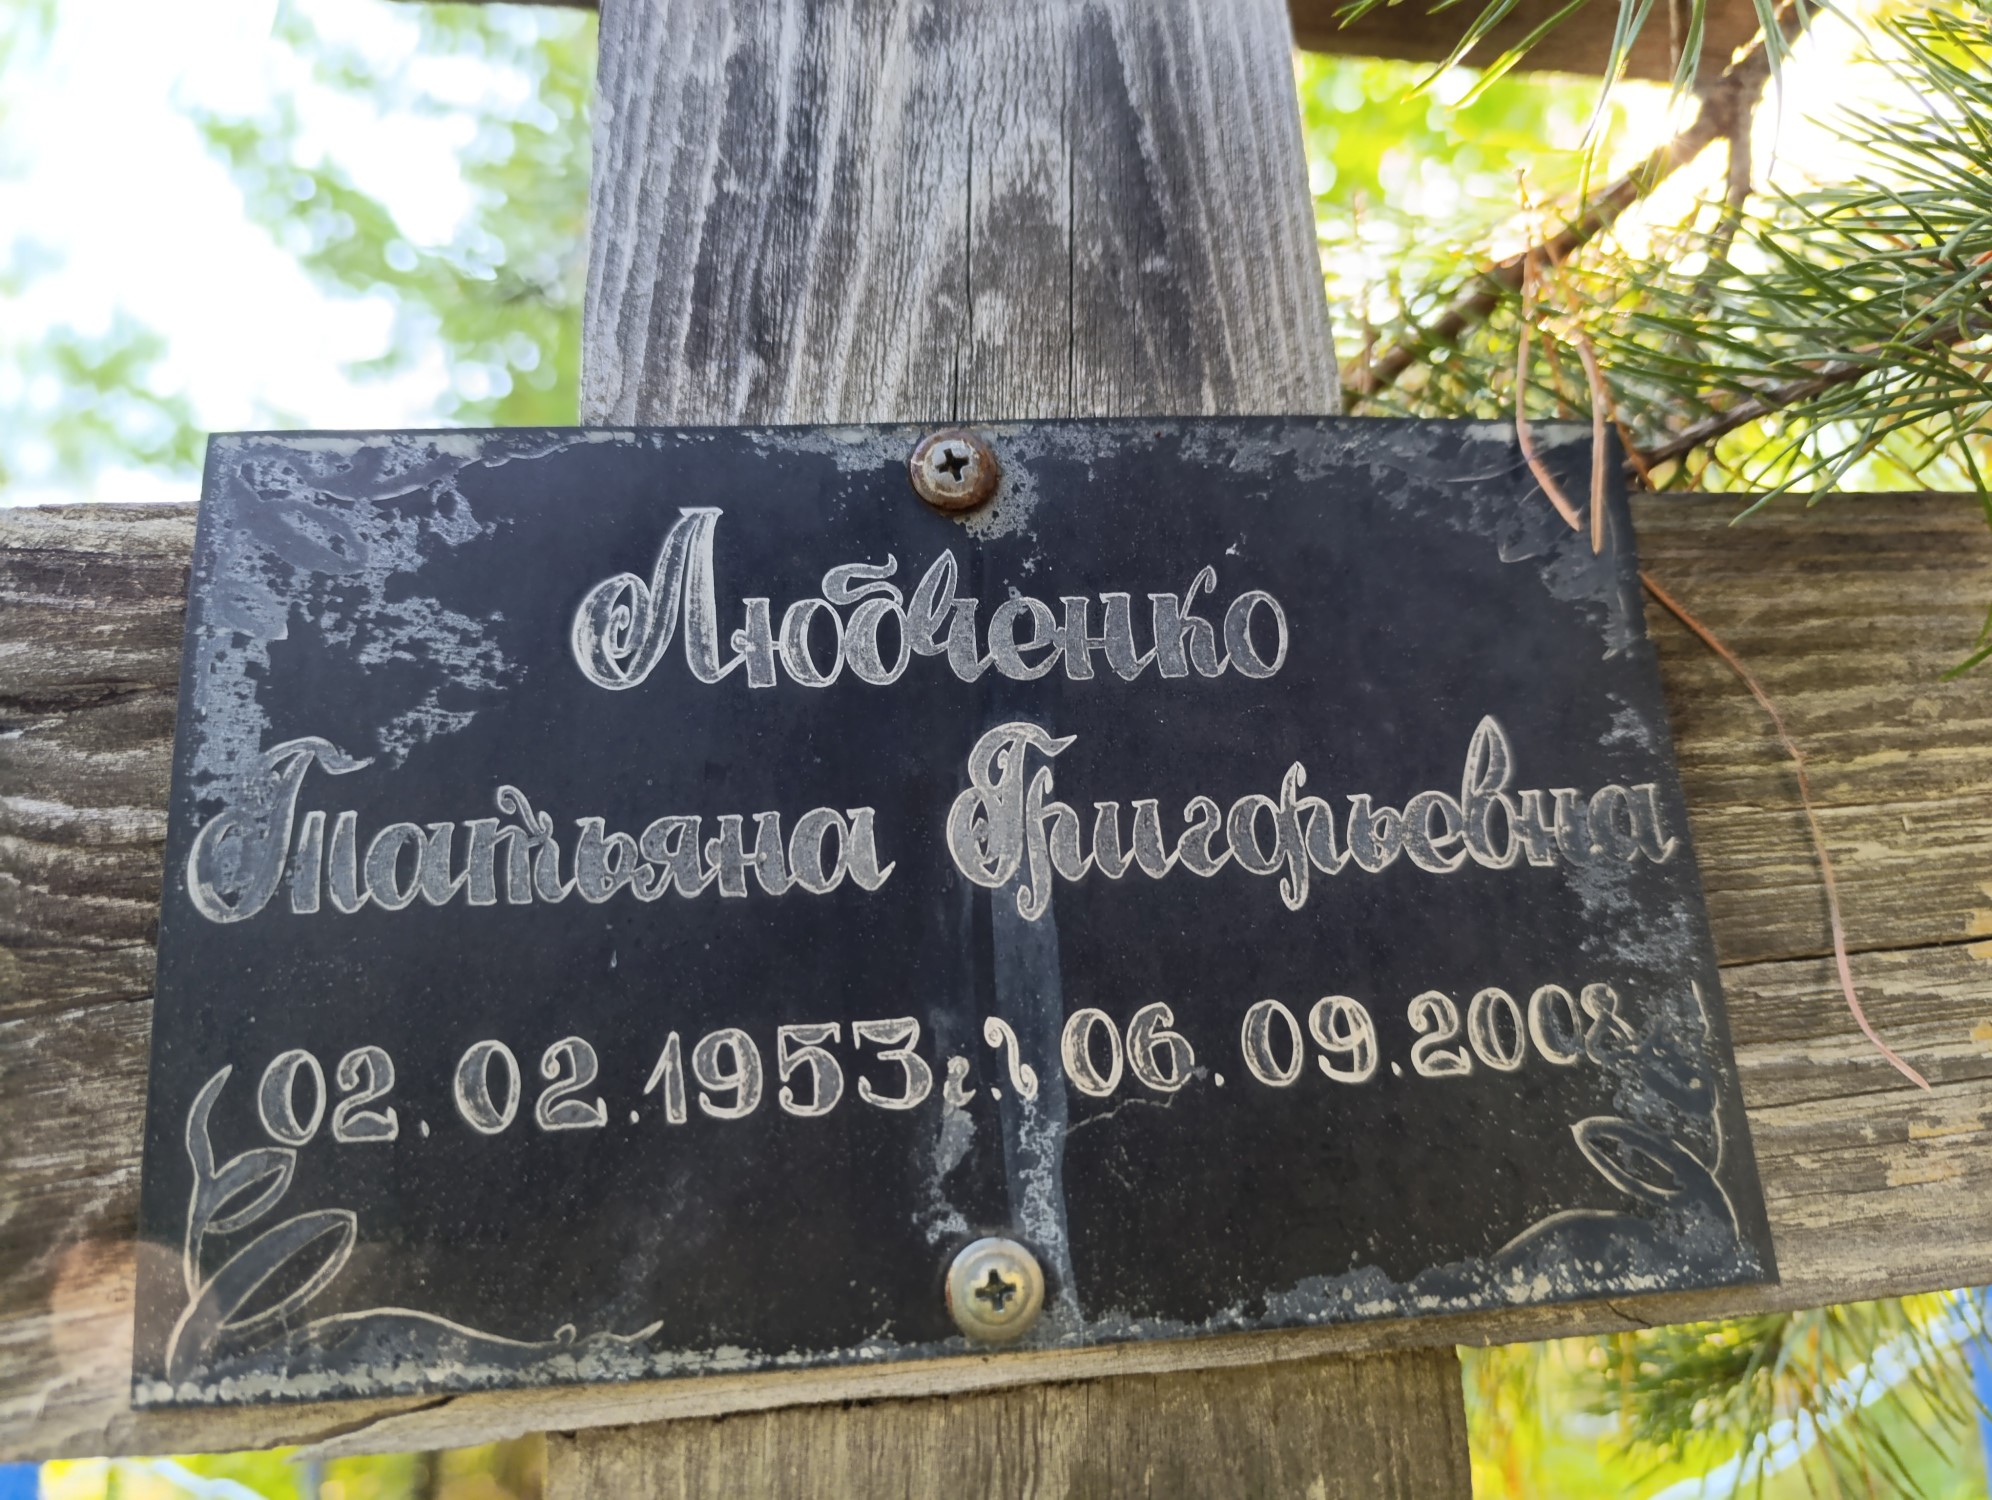 Любченко
Татьяна Григорьевна
02.02.1953г.г 06.09.2008